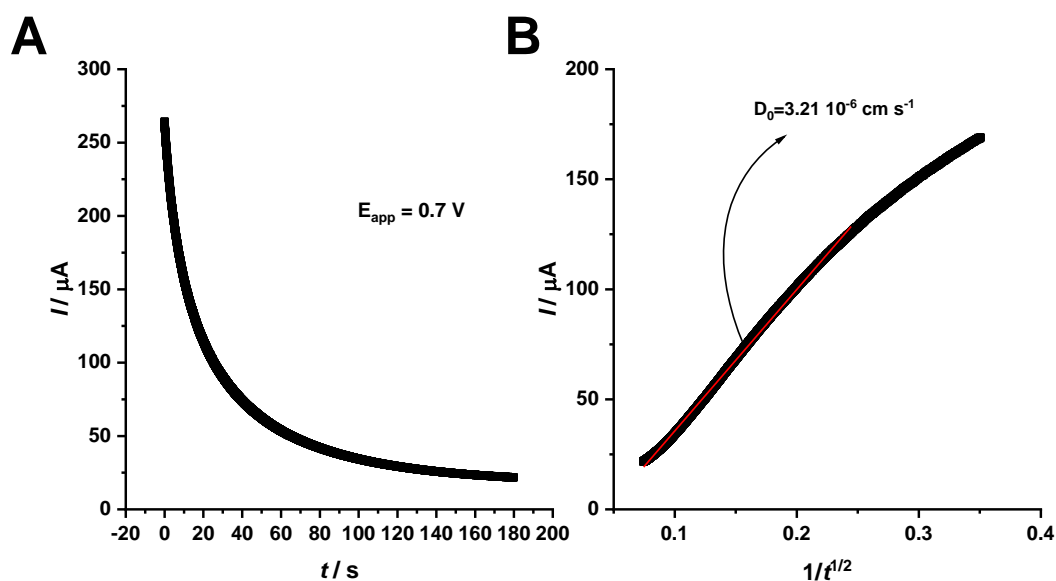 A
300
250
200
150
100
50
0
I / μA
E_app = 0.7 V
-20 0 20 40 60 80 100 120 140 160 180 200
t / s
B
200
150
100
50
0
I / μA
D₀=3.21 10⁻⁶ cm s⁻¹
0.1 0.2 0.3 0.4
1/t^1/2